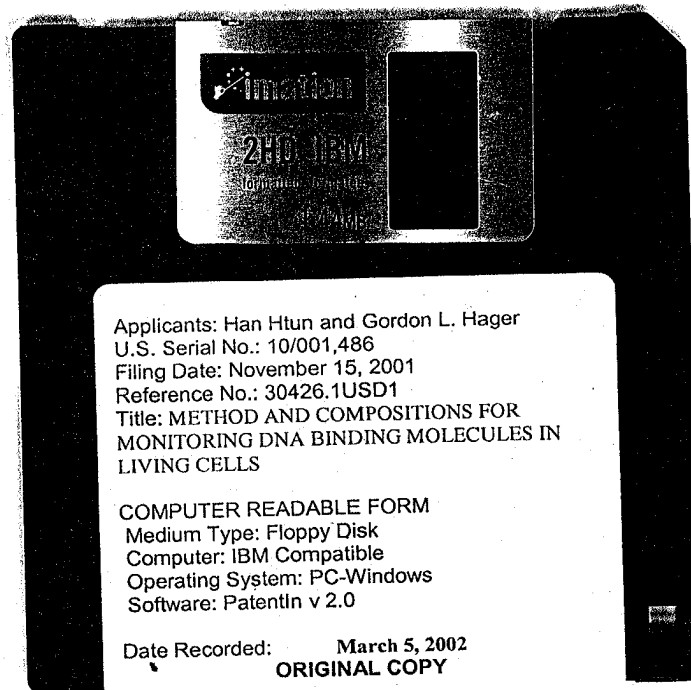 imation
2HD IBM
Applicants: Han Htun and Gordon L. Hager
U.S. Serial No.: 10/001,486
Filing Date: November 15, 2001
Reference No.: 30426.1USD1
Title: METHOD AND COMPOSITIONS FOR
MONITORING DNA BINDING MOLECULES IN
LIVING CELLS
COMPUTER READABLE FORM
Medium Type: Floppy Disk
Computer: IBM Compatible
Operating System: PC-Windows
Software: PatentIn v 2.0
Date Recorded: March 5, 2002
ORIGINAL COPY